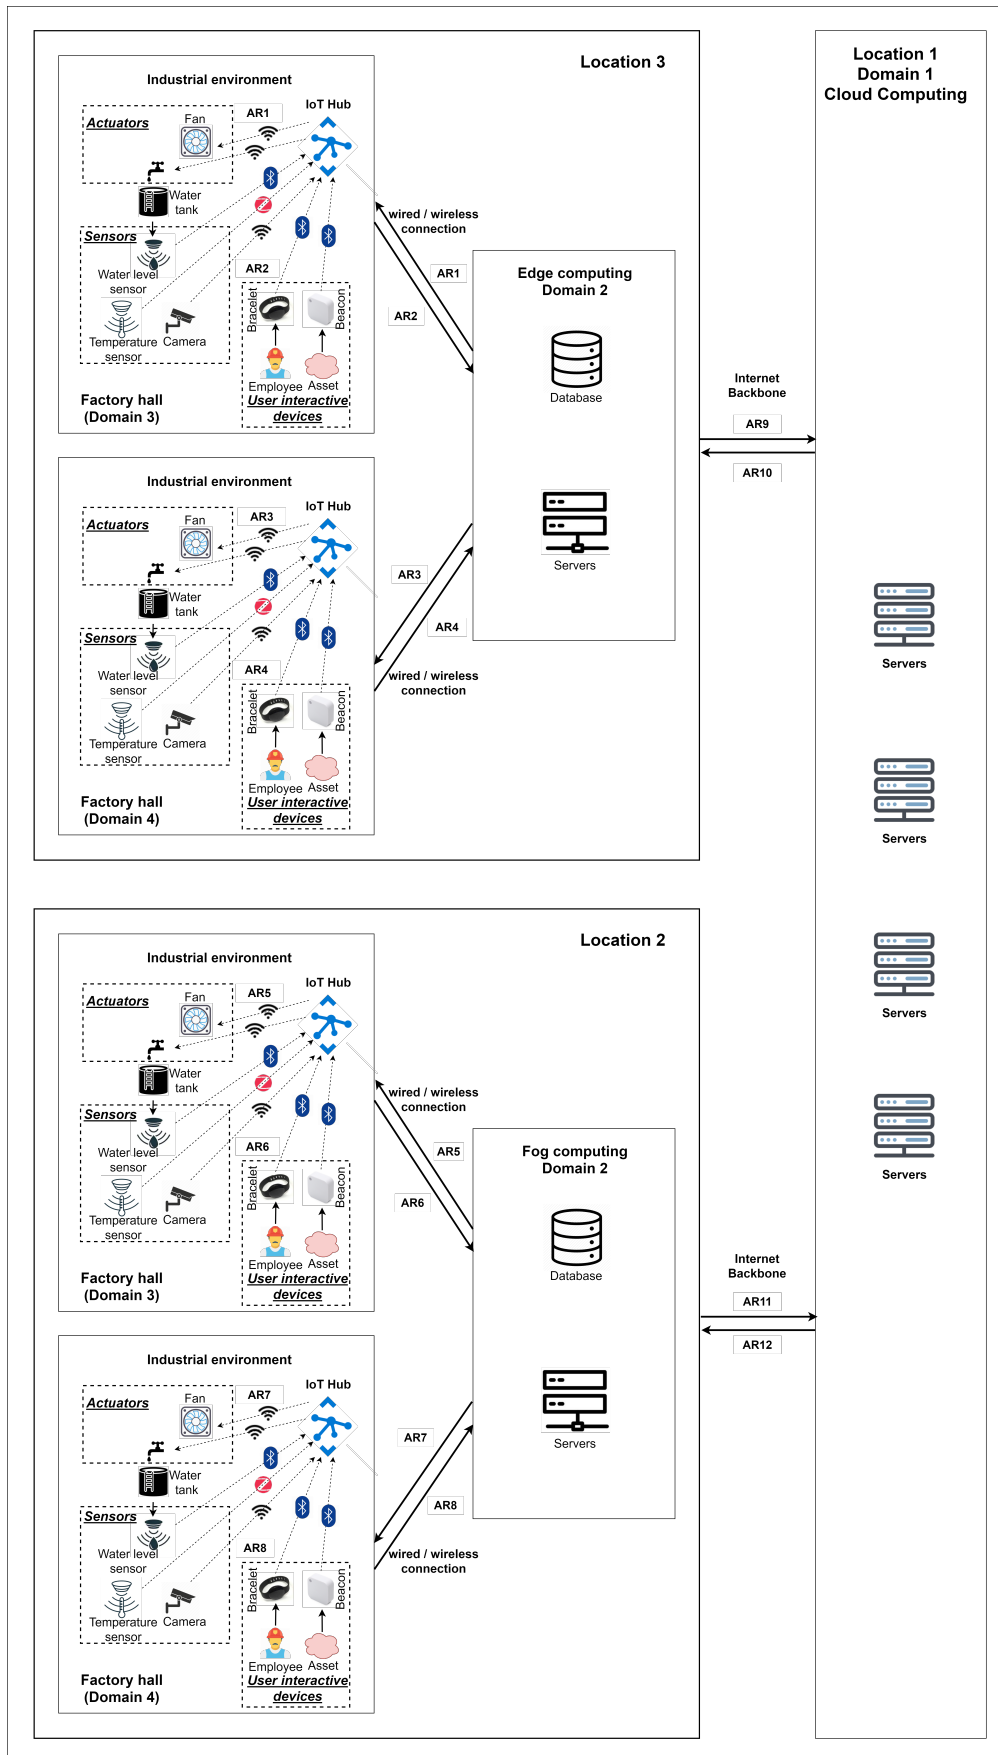 Location 3
Industrial environment
AR1
IoT Hub
Actuators
Fan
Water
tank
Sensors
Water level
sensor
AR2
Temperature
sensor
Camera
Bracelet
Beacon
Employee
Asset
User interactive
devices
Factory hall
(Domain 3)
wired / wireless
connection
AR1
AR2
Edge computing
Domain 2
Database
Servers
Industrial environment
AR3
IoT Hub
Actuators
Fan
Water
tank
Sensors
Water level
sensor
AR4
Temperature
sensor
Camera
Bracelet
Beacon
Employee
Asset
User interactive
devices
Factory hall
(Domain 4)
AR3
AR4
wired / wireless
connection
Internet
Backbone
AR9
AR10
Location 1
Domain 1
Cloud Computing
Servers
Servers
Servers
Servers
Location 2
Industrial environment
AR5
IoT Hub
Actuators
Fan
Water
tank
Sensors
Water level
sensor
AR6
Temperature
sensor
Camera
Bracelet
Beacon
Employee
Asset
User interactive
devices
Factory hall
(Domain 3)
wired / wireless
connection
AR5
AR6
Fog computing
Domain 2
Database
Servers
Industrial environment
AR7
IoT Hub
Actuators
Fan
Water
tank
Sensors
Water level
sensor
AR8
Temperature
sensor
Camera
Bracelet
Beacon
Employee
Asset
User interactive
devices
Factory hall
(Domain 4)
AR7
AR8
wired / wireless
connection
Internet
Backbone
AR11
AR12